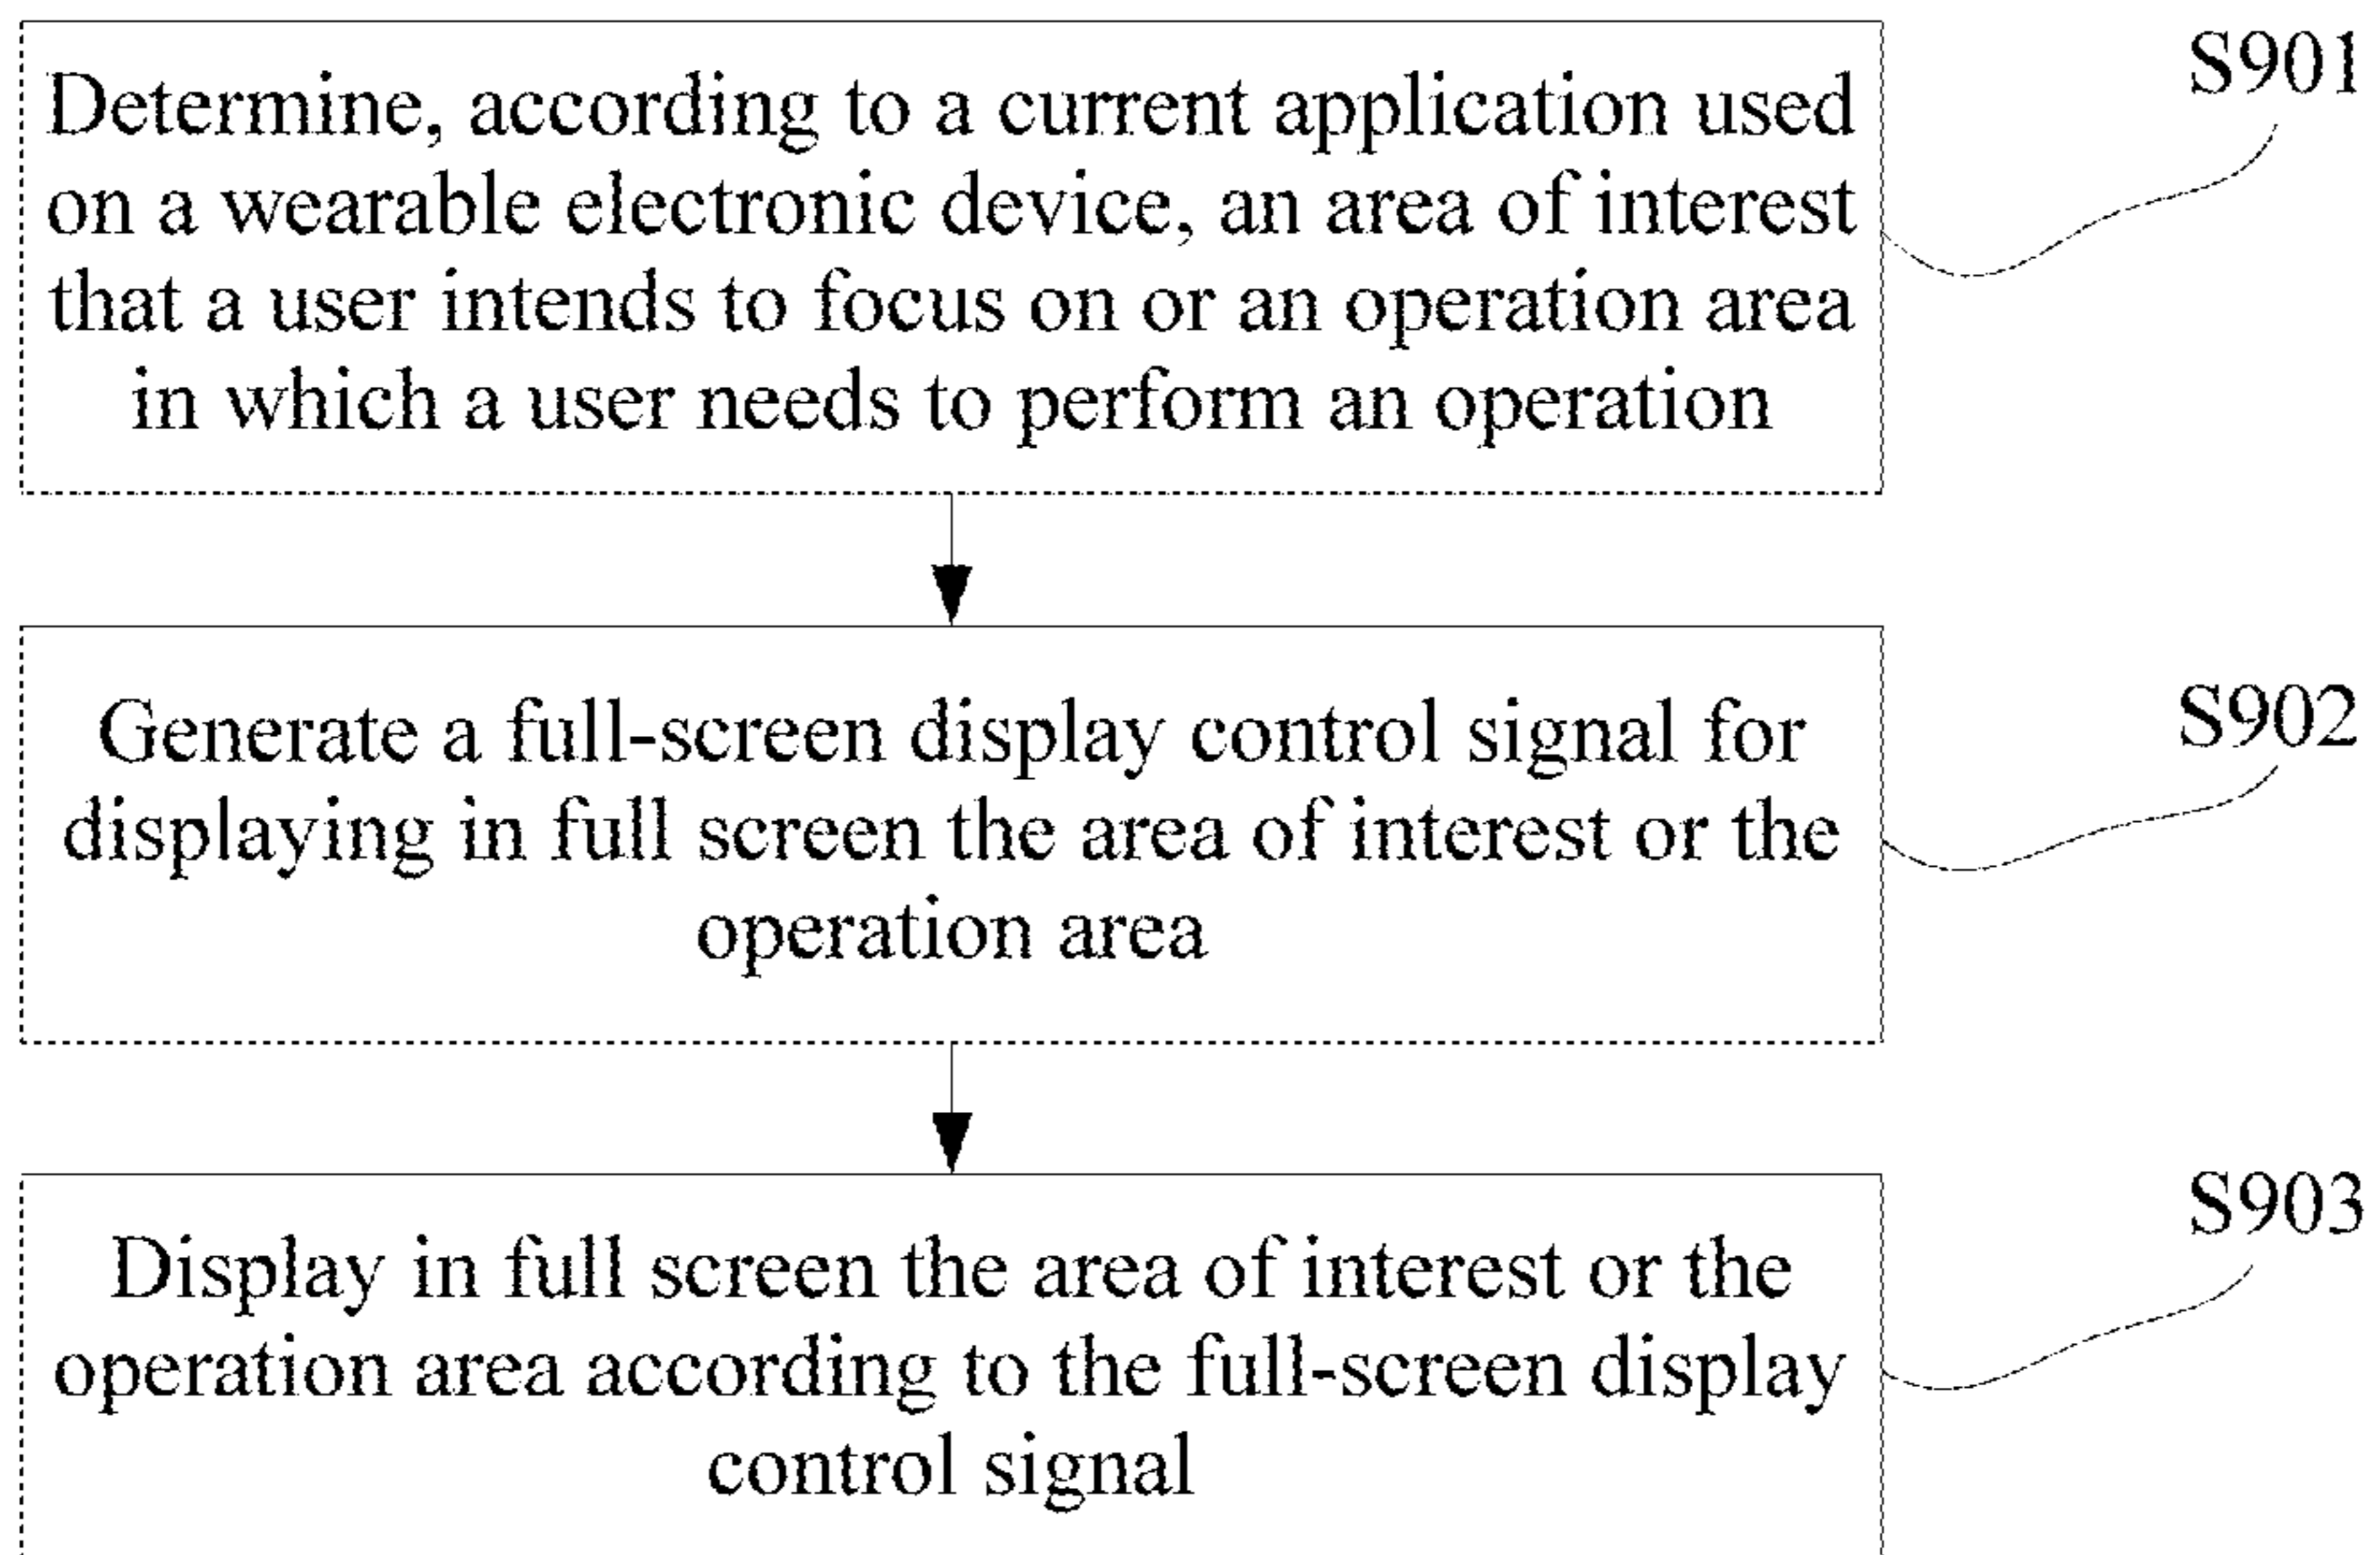 S901
Determine, according to a current application used
on a wearable electronic device, an area of interest
that a user intends to focus on or an operation area
in which a user needs to perform an operation
S902
Generate a full-screen display control signal for
displaying in full screen the area of interest or the
operation area
S903
Display in full screen the area of interest or the
operation area according to the full-screen display
control signal